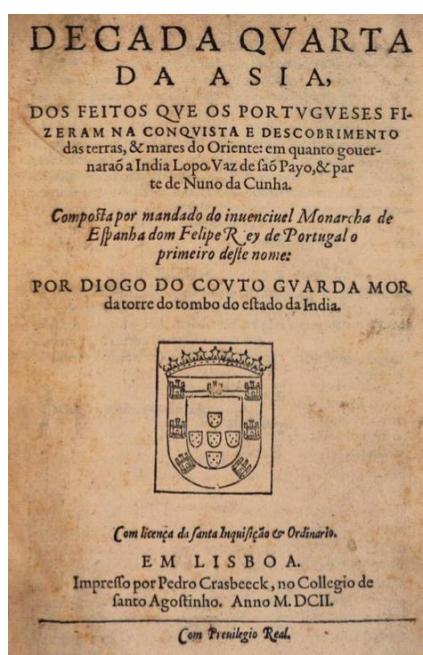 DECADA QVARTA
DA ASIA,
DOS FEITOS QVE OS PORTVGVESES FI-
ZERAM NA CONQVISTA E DESCOBRIMENTO
das terras, & mares do Oriente: em quanto gouer-
naraõ a India Lopo Vaz de ſaõ Payo, & par
te de Nuno da Cunha.
Compoſta por mandado do inuenciuel Monarcha de
Eſpanha dom Felipe Rey de Portugal o
primeiro deſte nome:
POR DIOGO DO COVTO GVARDA MOR
da torre do tombo do eſtado da India.
Com licença da ſanta Inquiſição & Ordinario.
EM LISBOA.
Impreſſo por Pedro Crasbeeck, no Collegio de
ſanto Agoſtinho. Anno M. DCII.
Com Preuilegio Real.